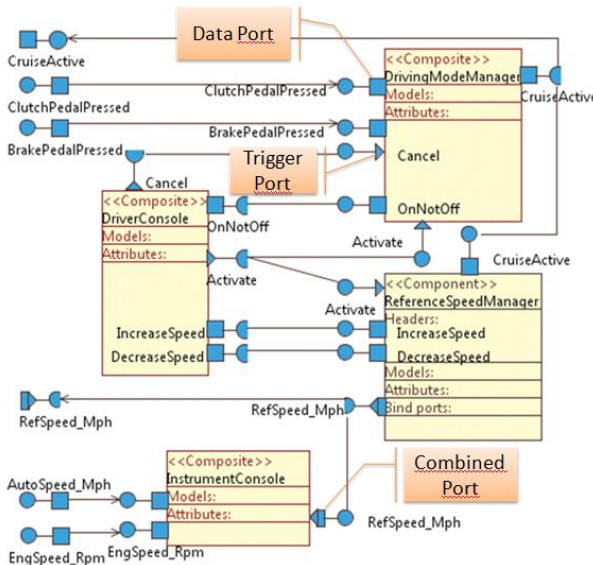 Data Port
CruiseActive
<<Composite>>
DrivingModeManager
Models:
Attributes:
CruiseActive
ClutchPedalPressed
ClutchPedalPressed
BrakePedalPressed
BrakePedalPressed
Trigger
Port
Cancel
Cancel
OnNotOff
<<Composite>>
DriverConsole
Models:
Attributes:
OnNotOff
Activate
Activate
CruiseActive
<<Component>>
ReferenceSpeedManager
Headers:
Activate
IncreaseSpeed
IncreaseSpeed
DecreaseSpeed
DecreaseSpeed
Models:
Attributes:
Bind ports:
RefSpeed_Mph
RefSpeed_Mph
<<Composite>>
InstrumentConsole
Models:
Attributes:
Combined
Port
AutoSpeed_Mph
RefSpeed_Mph
EngSpeed_Rpm
EngSpeed_Rpm